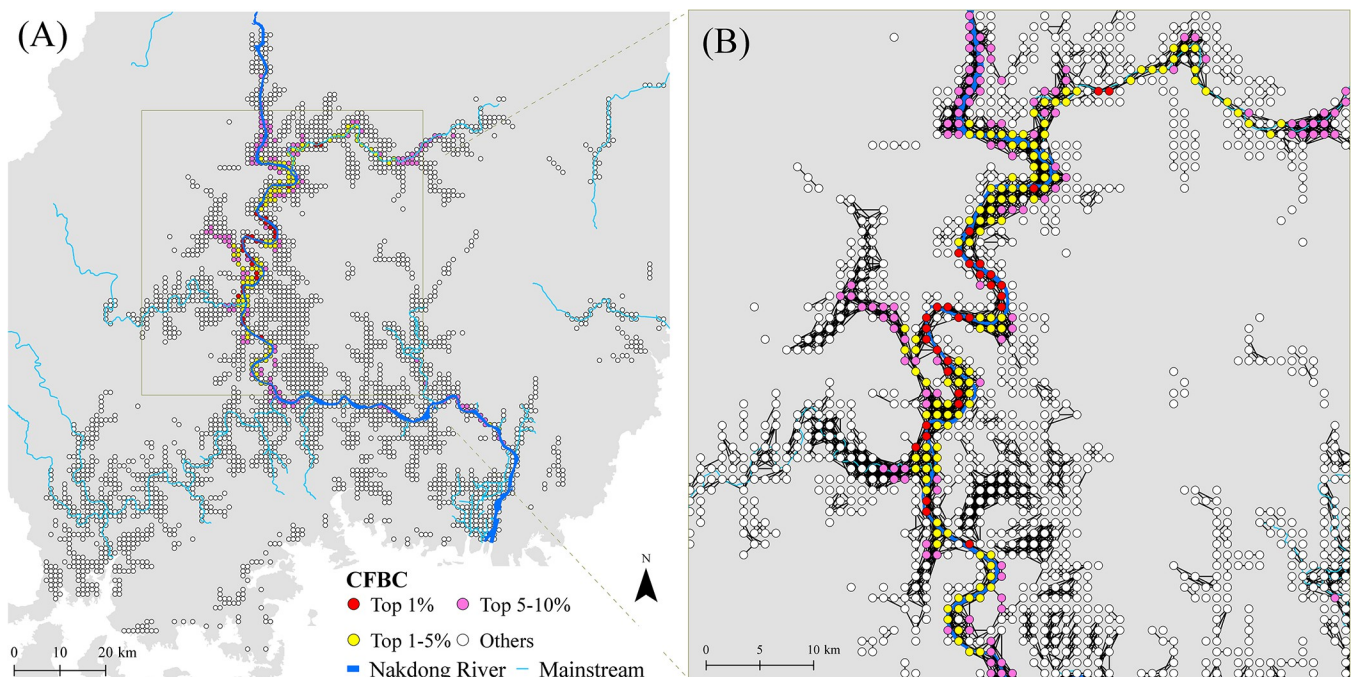 (A)
(B)
N
CFBC
Top 1% Top 5-10%
Top 1-5% Others
Nakdong River Mainstream
0 10 20 km
0 5 10 km